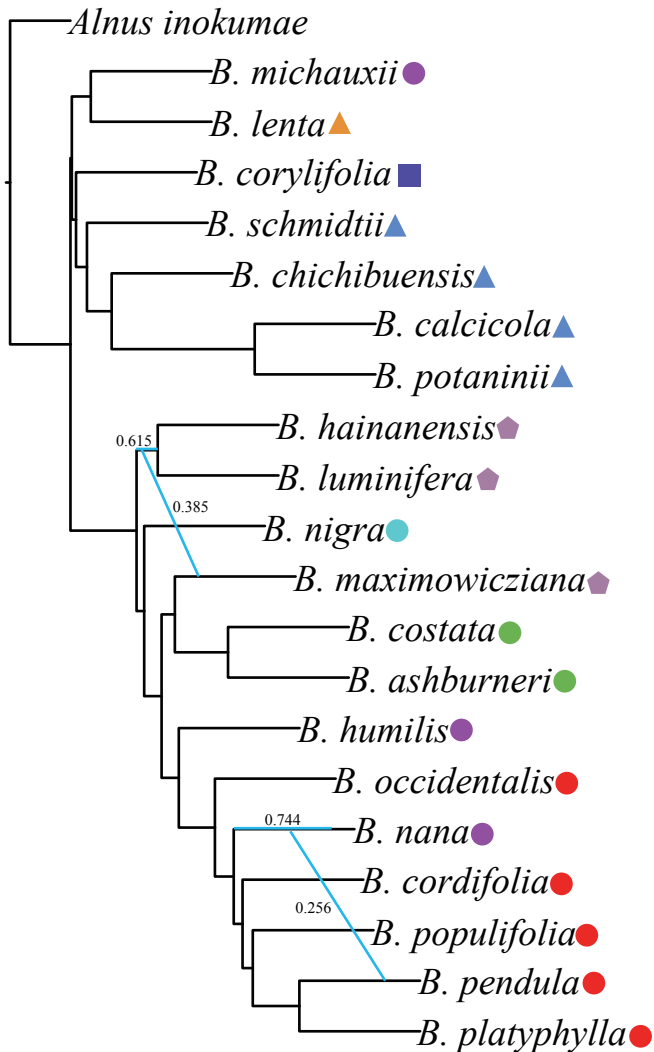 Alnus inokumae
B. michauxii
B. lenta
B. corylifolia
B. schmidtii
B. chichibuensis
B. calcicola
B. potaninii
B. hainanensis
0.615
B. luminifera
0.385
B. nigra
B. maximowicziana
B. costata
B. ashburneri
B. humilis
B. occidentalis
0.744
B. nana
B. cordifolia
0.256
B. populifolia
B. pendula
B. platyphylla